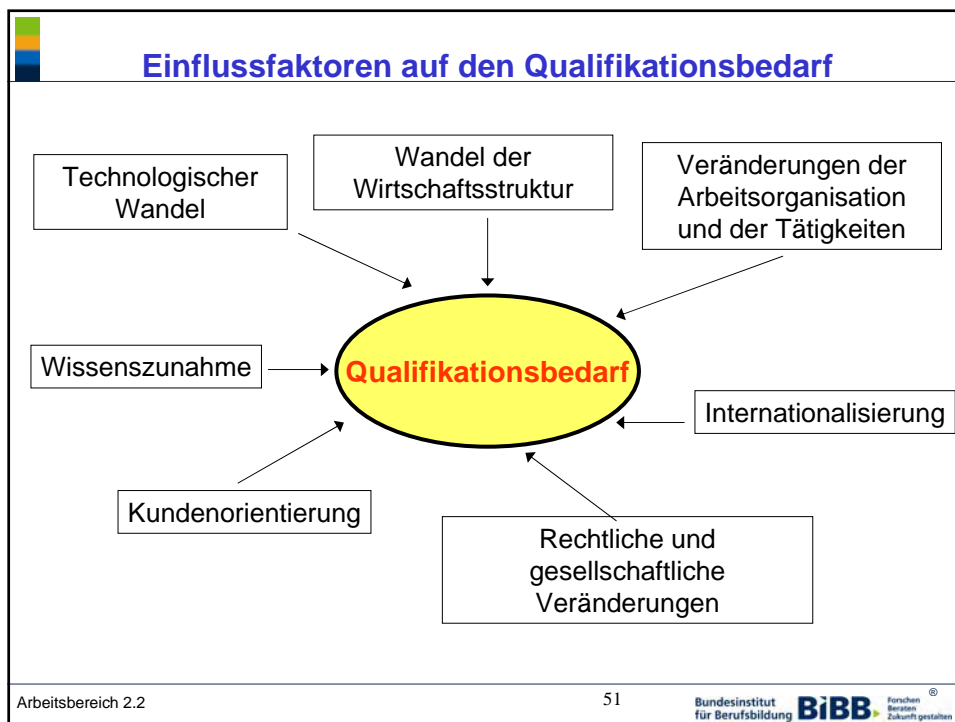 Einflussfaktoren auf den Qualifikationsbedarf
Technologischer
Wandel
Wandel der
Wirtschaftsstruktur
Veränderungen der
Arbeitsorganisation
und der Tätigkeiten
Wissenszunahme
Qualifikationsbedarf
Internationalisierung
Kundenorientierung
Rechtliche und
gesellschaftliche
Veränderungen
Arbeitsbereich 2.2
51
Bundesinstitut
für Berufsbildung
BiBB
®
Forschen
Beraten
Zukunft gestalten